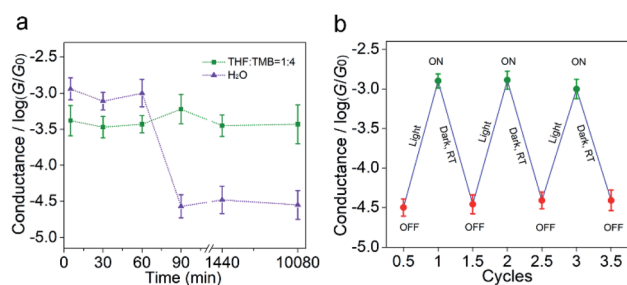 a
Conductance / log(G/G0)
-2.5
-3.0
-3.5
-4.0
-4.5
-5.0
THF:TMB=1:4
H₂O
0 30 60 90 1440 10080
Time (min)
b
Conductance / log(G/G0)
-2.5
-3.0
-3.5
-4.0
-4.5
-5.0
ON ON ON
Light Dark, RT Light Dark, RT Light Dark, RT
OFF OFF OFF OFF
0.5 1 1.5 2 2.5 3 3.5
Cycles